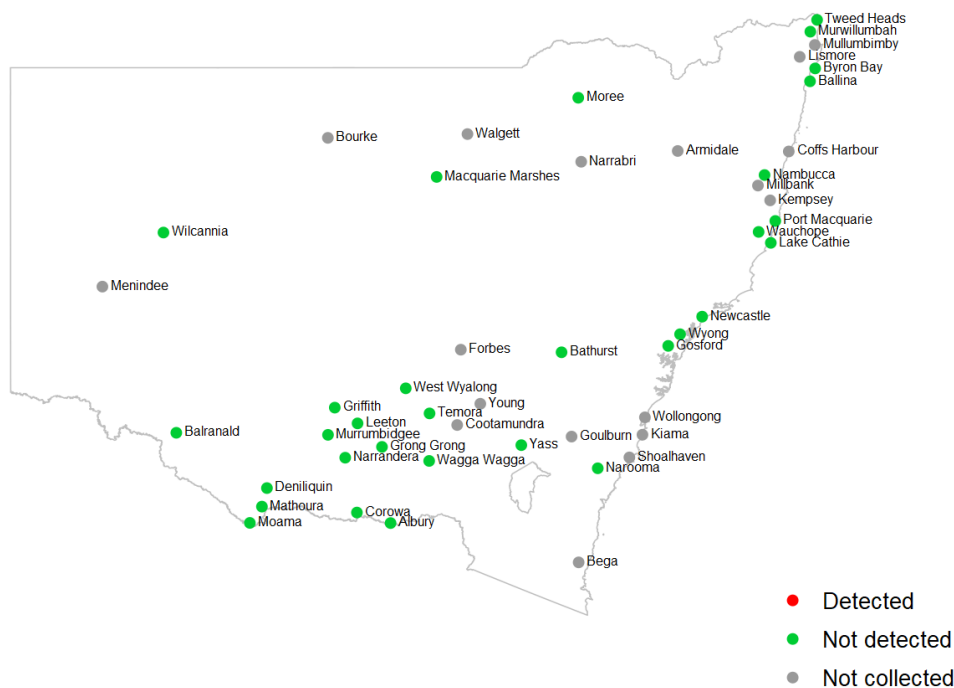 Tweed Heads
Murwillumbah
Mullumbimby
Lismore
Byron Bay
Ballina
Moree
Bourke
Walgett
Narrabri
Armidale
Coffs Harbour
Macquarie Marshes
Nambucca
Millbank
Kempsey
Port Macquarie
Wauchope
Lake Cathie
Wilcannia
Menindee
Newcastle
Wyong
Gosford
Forbes
Bathurst
West Wyalong
Young
Griffith
Temora
Leeton
Cootamundra
Wollongong
Balranald
Murrumbidgee
Goulburn
Kiama
Grong Grong
Yass
Narrandera
Wagga Wagga
Shoalhaven
Narooma
Deniliquin
Mathoura
Corowa
Moama
Albury
Bega
Detected
Not detected
Not collected